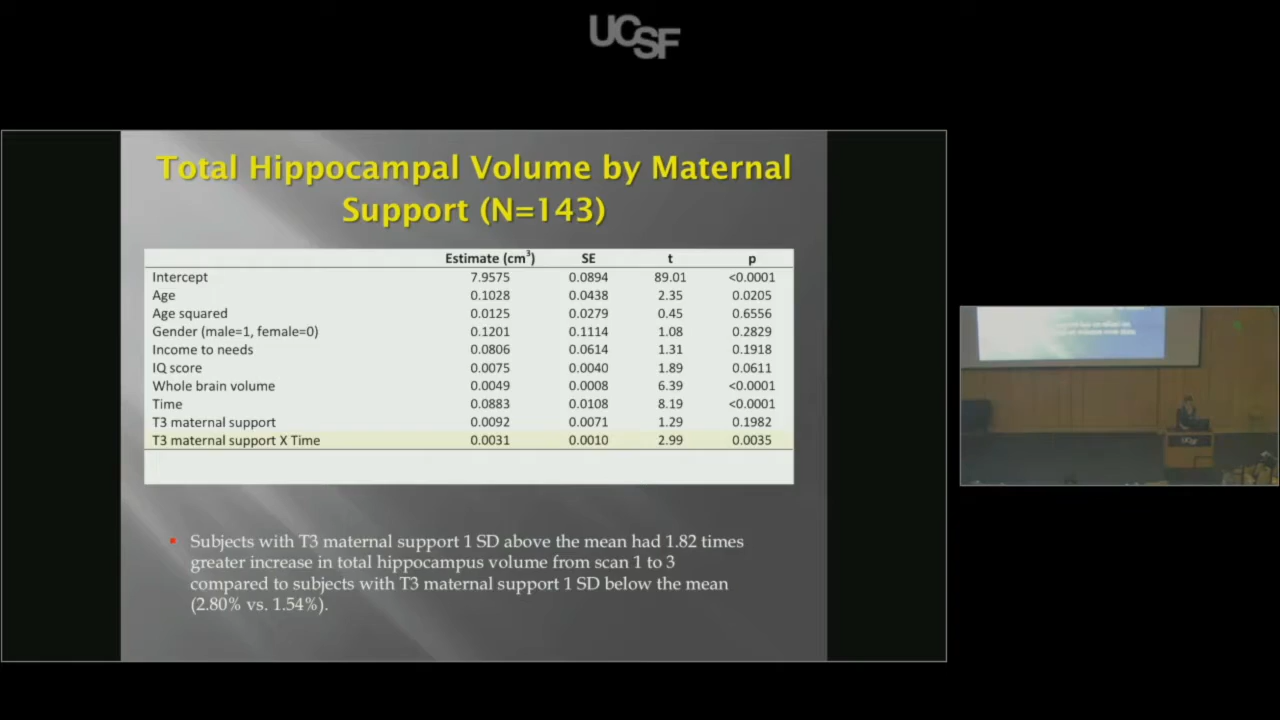 UCSF
Total Hippocampal Volume by Maternal
Support (N=143)
Estimate (cm³) SE t p
Intercept 7.9575 0.0894 89.01 <0.0001
Age 0.1028 0.0438 2.35 0.0205
Age squared 0.0125 0.0279 0.45 0.6556
Gender (male=1, female=0) 0.1201 0.1114 1.08 0.2829
Income to needs 0.0806 0.0614 1.31 0.1918
IQ score 0.0075 0.0040 1.89 0.0611
Whole brain volume 0.0049 0.0008 6.39 <0.0001
Time 0.0883 0.0108 8.19 <0.0001
T3 maternal support 0.0092 0.0071 1.29 0.1982
T3 maternal support X Time 0.0031 0.0010 2.99 0.0035
Subjects with T3 maternal support 1 SD above the mean had 1.82 times
greater increase in total hippocampus volume from scan 1 to 3
compared to subjects with T3 maternal support 1 SD below the mean
(2.80% vs. 1.54%).
UCSF